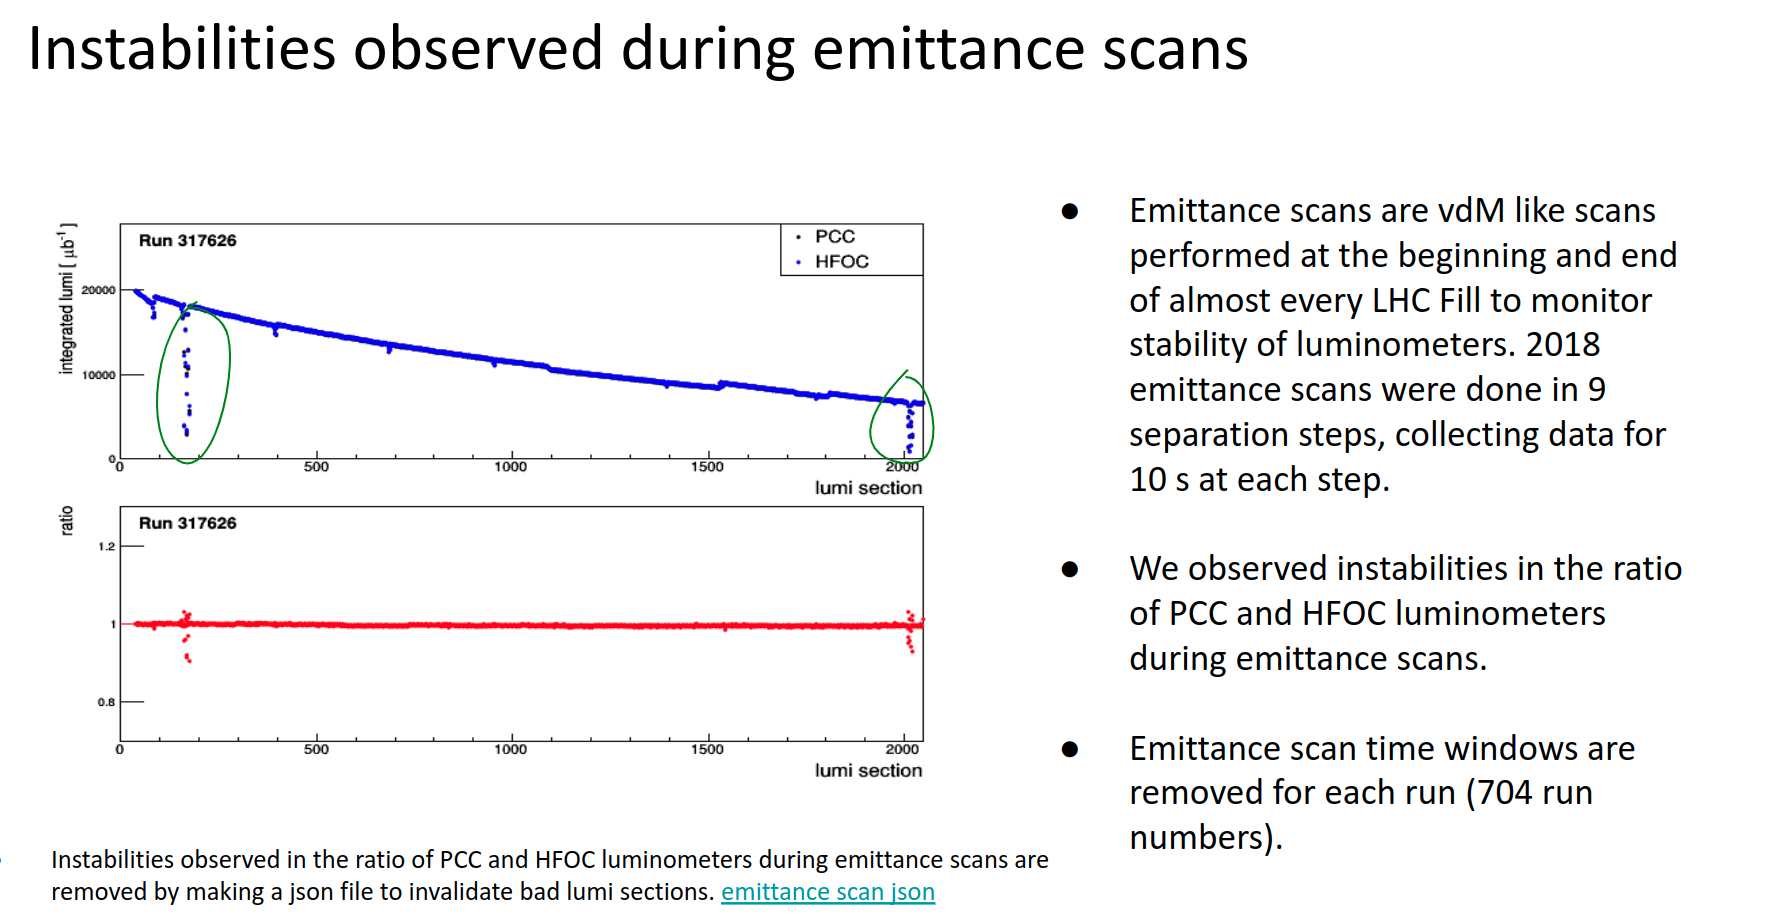 Instabilities observed during emittance scans
integrated lumi [ μb⁻¹]
Run 317626
PCC
HFOC
20000
10000
0
0 500 1000 1500 2000
lumi section
ratio
Run 317626
1.2
1
0.8
0 500 1000 1500 2000
lumi section
● Emittance scans are vdM like scans
performed at the beginning and end
of almost every LHC Fill to monitor
stability of luminometers. 2018
emittance scans were done in 9
separation steps, collecting data for
10 s at each step.
● We observed instabilities in the ratio
of PCC and HFOC luminometers
during emittance scans.
● Emittance scan time windows are
removed for each run (704 run
numbers).
Instabilities observed in the ratio of PCC and HFOC luminometers during emittance scans are
removed by making a json file to invalidate bad lumi sections. emittance scan json